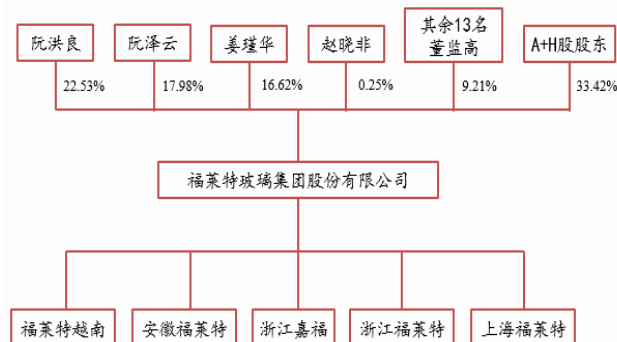 阮洪良
阮泽云
姜瑾华
赵晓非
其余13名
董监高
A+H股股东
22.53%
17.98%
16.62%
0.25%
9.21%
33.42%
福莱特玻璃集团股份有限公司
福莱特越南
安徽福莱特
浙江嘉福
浙江福莱特
上海福莱特